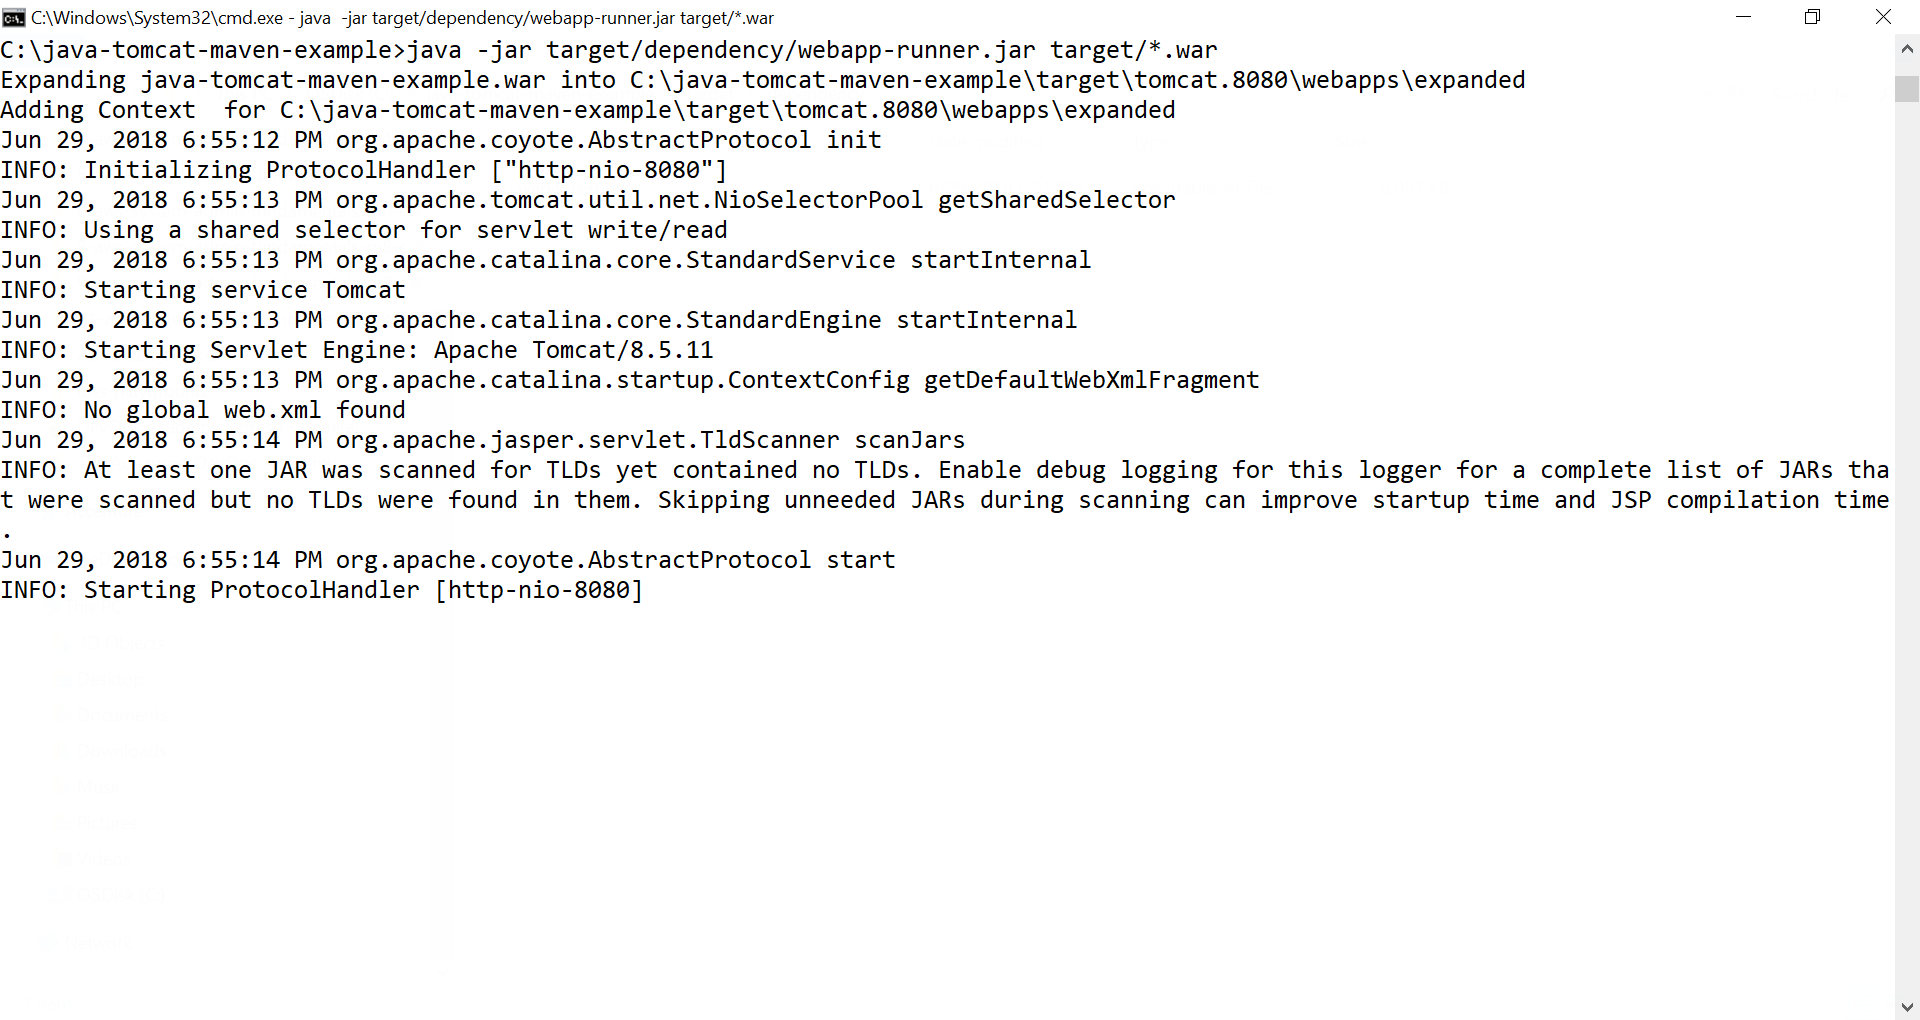 C:\Windows\System32\cmd.exe - java  -jar target/dependency/webapp-runner.jar target/*.war
C:\java-tomcat-maven-example>java -jar target/dependency/webapp-runner.jar target/*.war
Expanding java-tomcat-maven-example.war into C:\java-tomcat-maven-example\target\tomcat.8080\webapps\expanded
Adding Context  for C:\java-tomcat-maven-example\target\tomcat.8080\webapps\expanded
Jun 29, 2018 6:55:12 PM org.apache.coyote.AbstractProtocol init
INFO: Initializing ProtocolHandler ["http-nio-8080"]
Jun 29, 2018 6:55:13 PM org.apache.tomcat.util.net.NioSelectorPool getSharedSelector
INFO: Using a shared selector for servlet write/read
Jun 29, 2018 6:55:13 PM org.apache.catalina.core.StandardService startInternal
INFO: Starting service Tomcat
Jun 29, 2018 6:55:13 PM org.apache.catalina.core.StandardEngine startInternal
INFO: Starting Servlet Engine: Apache Tomcat/8.5.11
Jun 29, 2018 6:55:13 PM org.apache.catalina.startup.ContextConfig getDefaultWebXmlFragment
INFO: No global web.xml found
Jun 29, 2018 6:55:14 PM org.apache.jasper.servlet.TldScanner scanJars
INFO: At least one JAR was scanned for TLDs yet contained no TLDs. Enable debug logging for this logger for a complete list of JARs tha
t were scanned but no TLDs were found in them. Skipping unneeded JARs during scanning can improve startup time and JSP compilation time
.
Jun 29, 2018 6:55:14 PM org.apache.coyote.AbstractProtocol start
INFO: Starting ProtocolHandler [http-nio-8080]